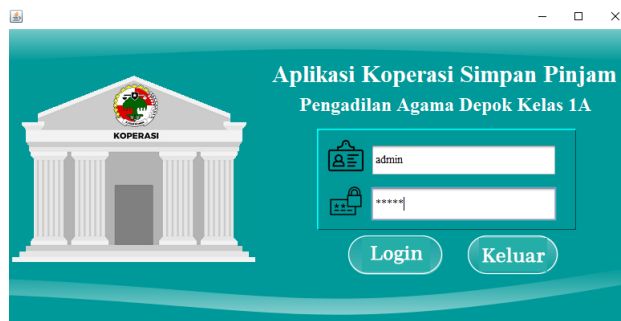 Aplikasi Koperasi Simpan Pinjam
Pengadilan Agama Depok Kelas 1A
KOPERASI
admin
*****
Login
Keluar